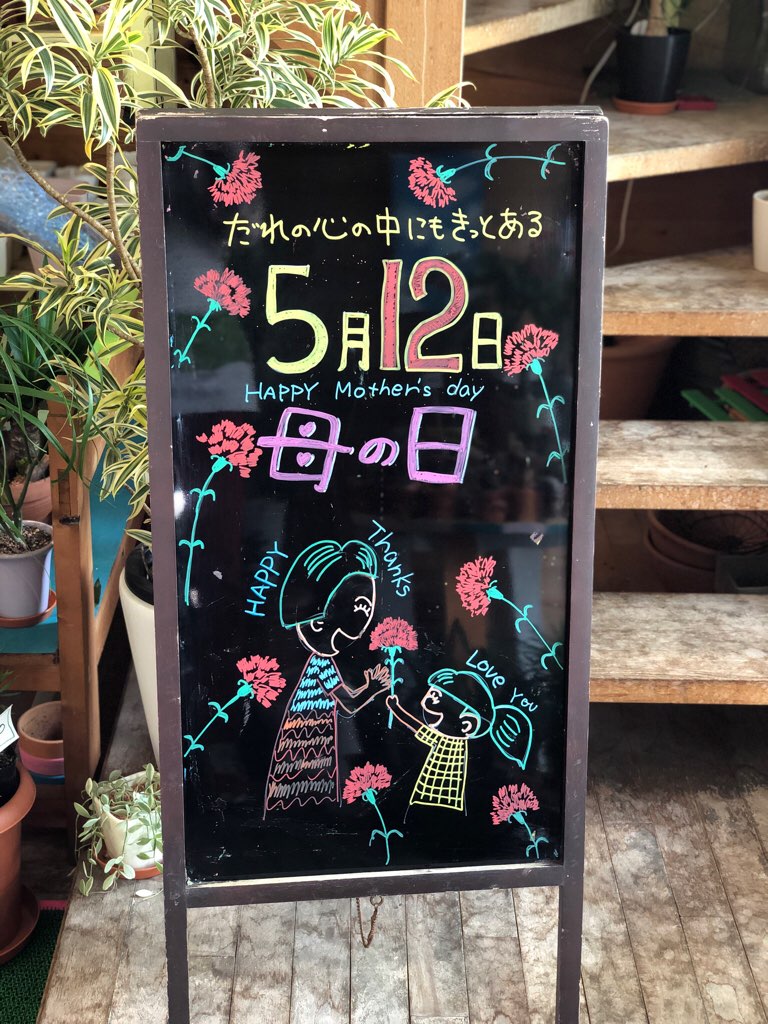 だれの心の中にもきっとある
5月12日
HAPPY Mother's day
母の日
HAPPY
Thanks
Love you